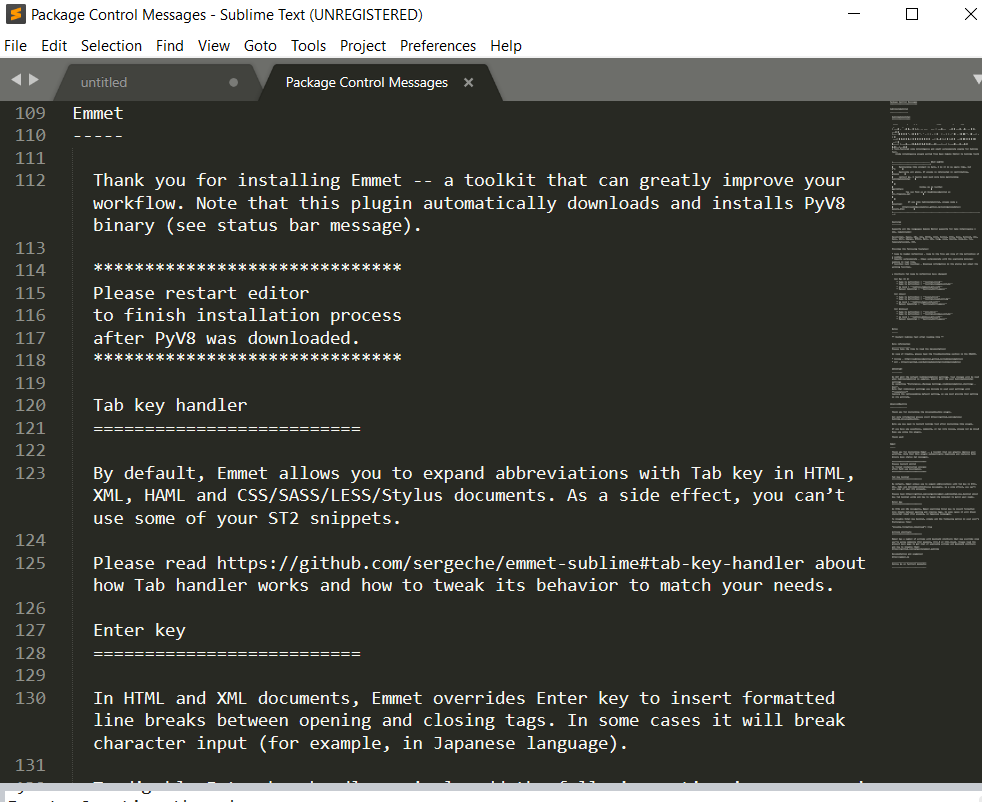 Package Control Messages - Sublime Text (UNREGISTERED)
File Edit Selection Find View Goto Tools Project Preferences Help
untitled Package Control Messages
109 Emmet
110 -----
111
112 Thank you for installing Emmet -- a toolkit that can greatly improve your
workflow. Note that this plugin automatically downloads and installs PyV8
binary (see status bar message).
113
114 ******************************
115 Please restart editor
116 to finish installation process
117 after PyV8 was downloaded.
118 ******************************
119
120 Tab key handler
121 ==========================
122
123 By default, Emmet allows you to expand abbreviations with Tab key in HTML,
XML, HAML and CSS/SASS/LESS/Stylus documents. As a side effect, you can’t
use some of your ST2 snippets.
124
125 Please read https://github.com/sergeche/emmet-sublime#tab-key-handler about
how Tab handler works and how to tweak its behavior to match your needs.
126
127 Enter key
128 ==========================
129
130 In HTML and XML documents, Emmet overrides Enter key to insert formatted
line breaks between opening and closing tags. In some cases it will break
character input (for example, in Japanese language).
131